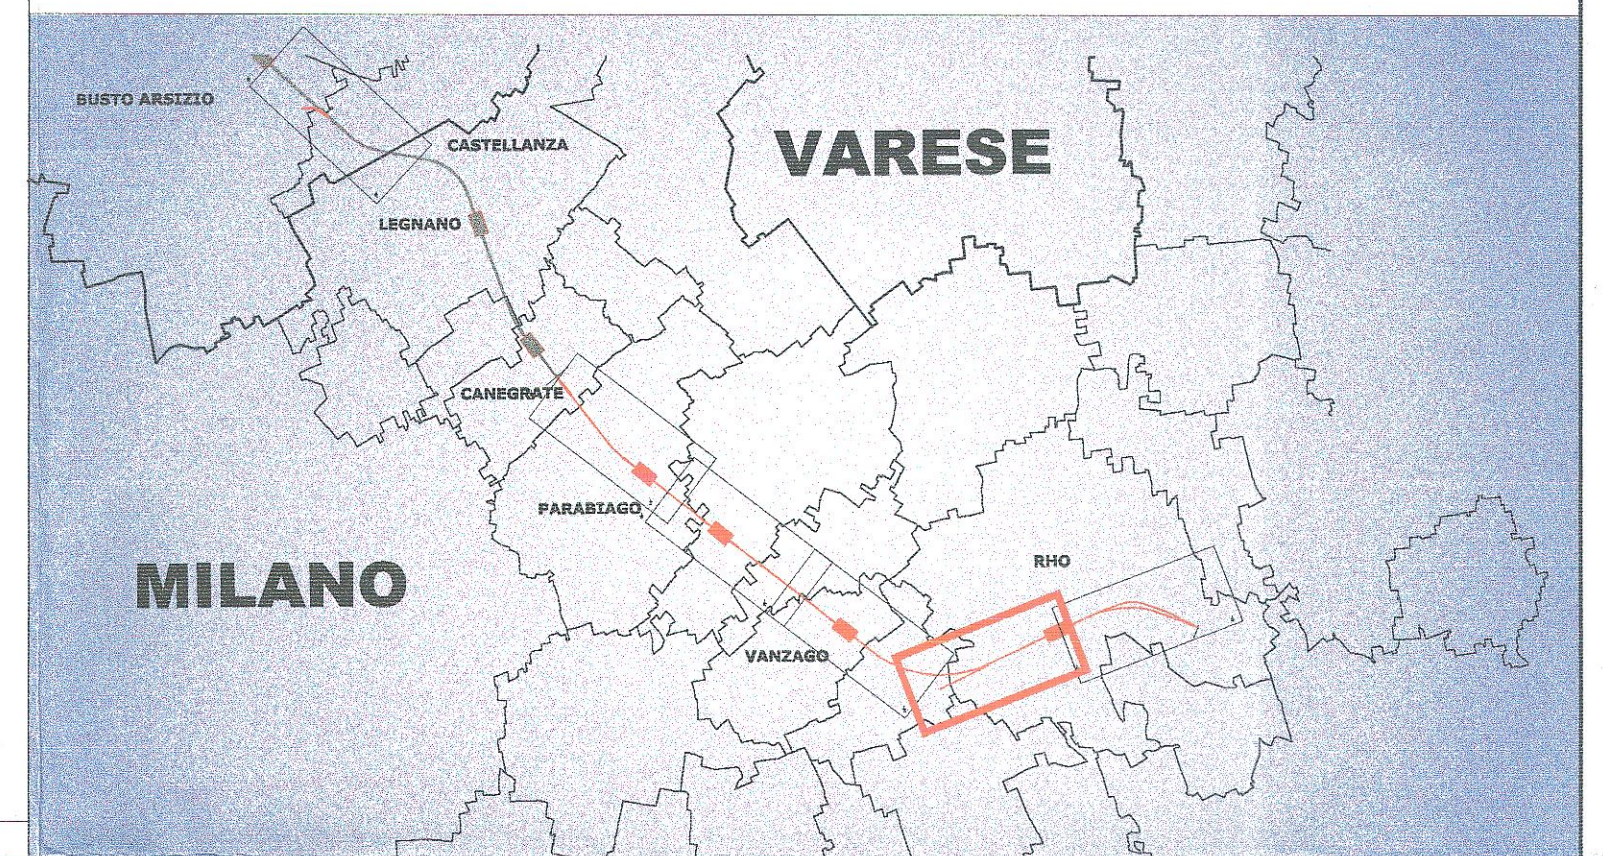 BUSTO ARSIZIO
CASTELLANZA
VARESE
LEGNANO
CANEGRATE
PARABIAGO
RHO
MILANO
VANZAGO